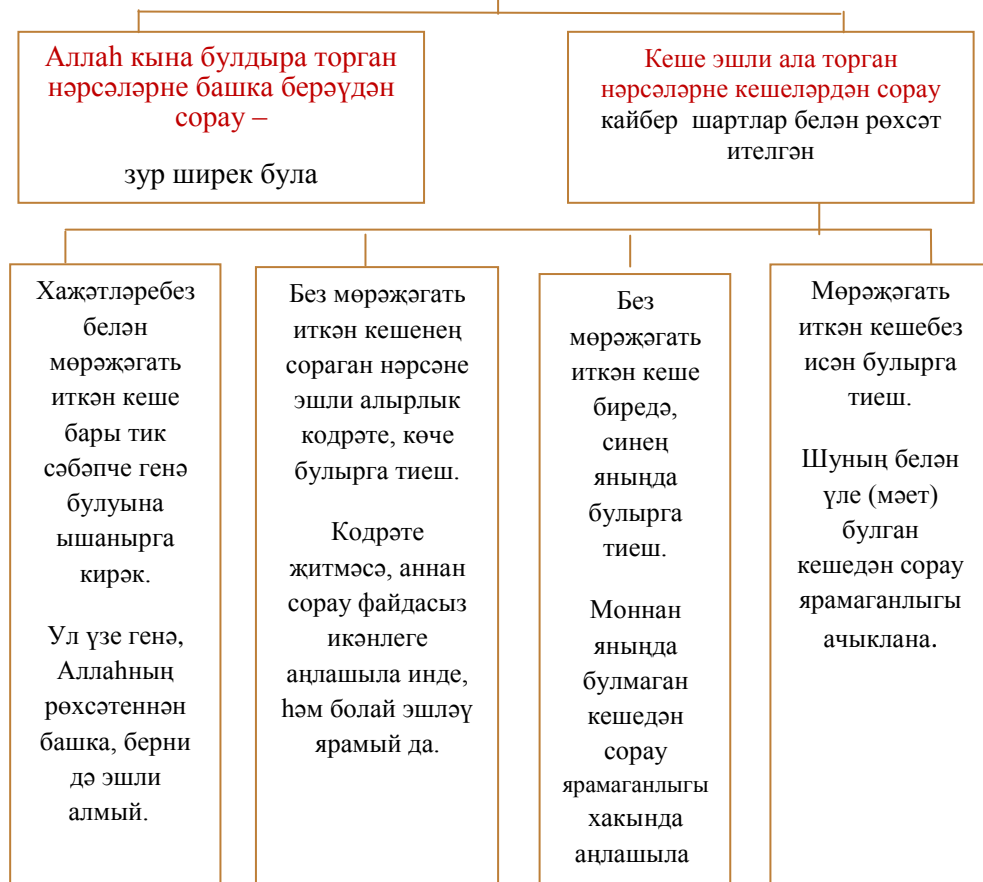 Аллаһ кына булдыра торган
нәрсәләрне башка берәүдән
сорау –
зур ширек була
Кеше эшли ала торган
нәрсәләрне кешеләрдән сорау
кайбер шартлар белән рөхсәт
ителгән
Хаҗәтләребез
белән
мөрәҗәгать
иткән кеше
бары тик
сәбәпче генә
булуына
ышанырга
кирәк.
Ул үзе генә,
Аллаһның
рөхсәтеннән
башка, берни
дә эшли
алмый.
Без мөрәҗәгать
иткән кешенең
сораган нәрсәне
эшли алырлык
кодрәте, көче
булырга тиеш.
Кодрәте
җитмәсә, аннан
сорау файдасыз
икәнлеге
аңлашыла инде,
һәм болай эшләү
ярамый да.
Без
мөрәҗәгать
иткән кеше
биредә,
синең
яныңда
булырга
тиеш.
Моннан
яныңда
булмаган
кешедән
сорау
ярамаганлыгы
хакында
аңлашыла
Мөрәҗәгать
иткән кешебез
исән булырга
тиеш.
Шуның белән
үле (мәет)
булган
кешедән сорау
ярамаганлыгы
ачыклана.